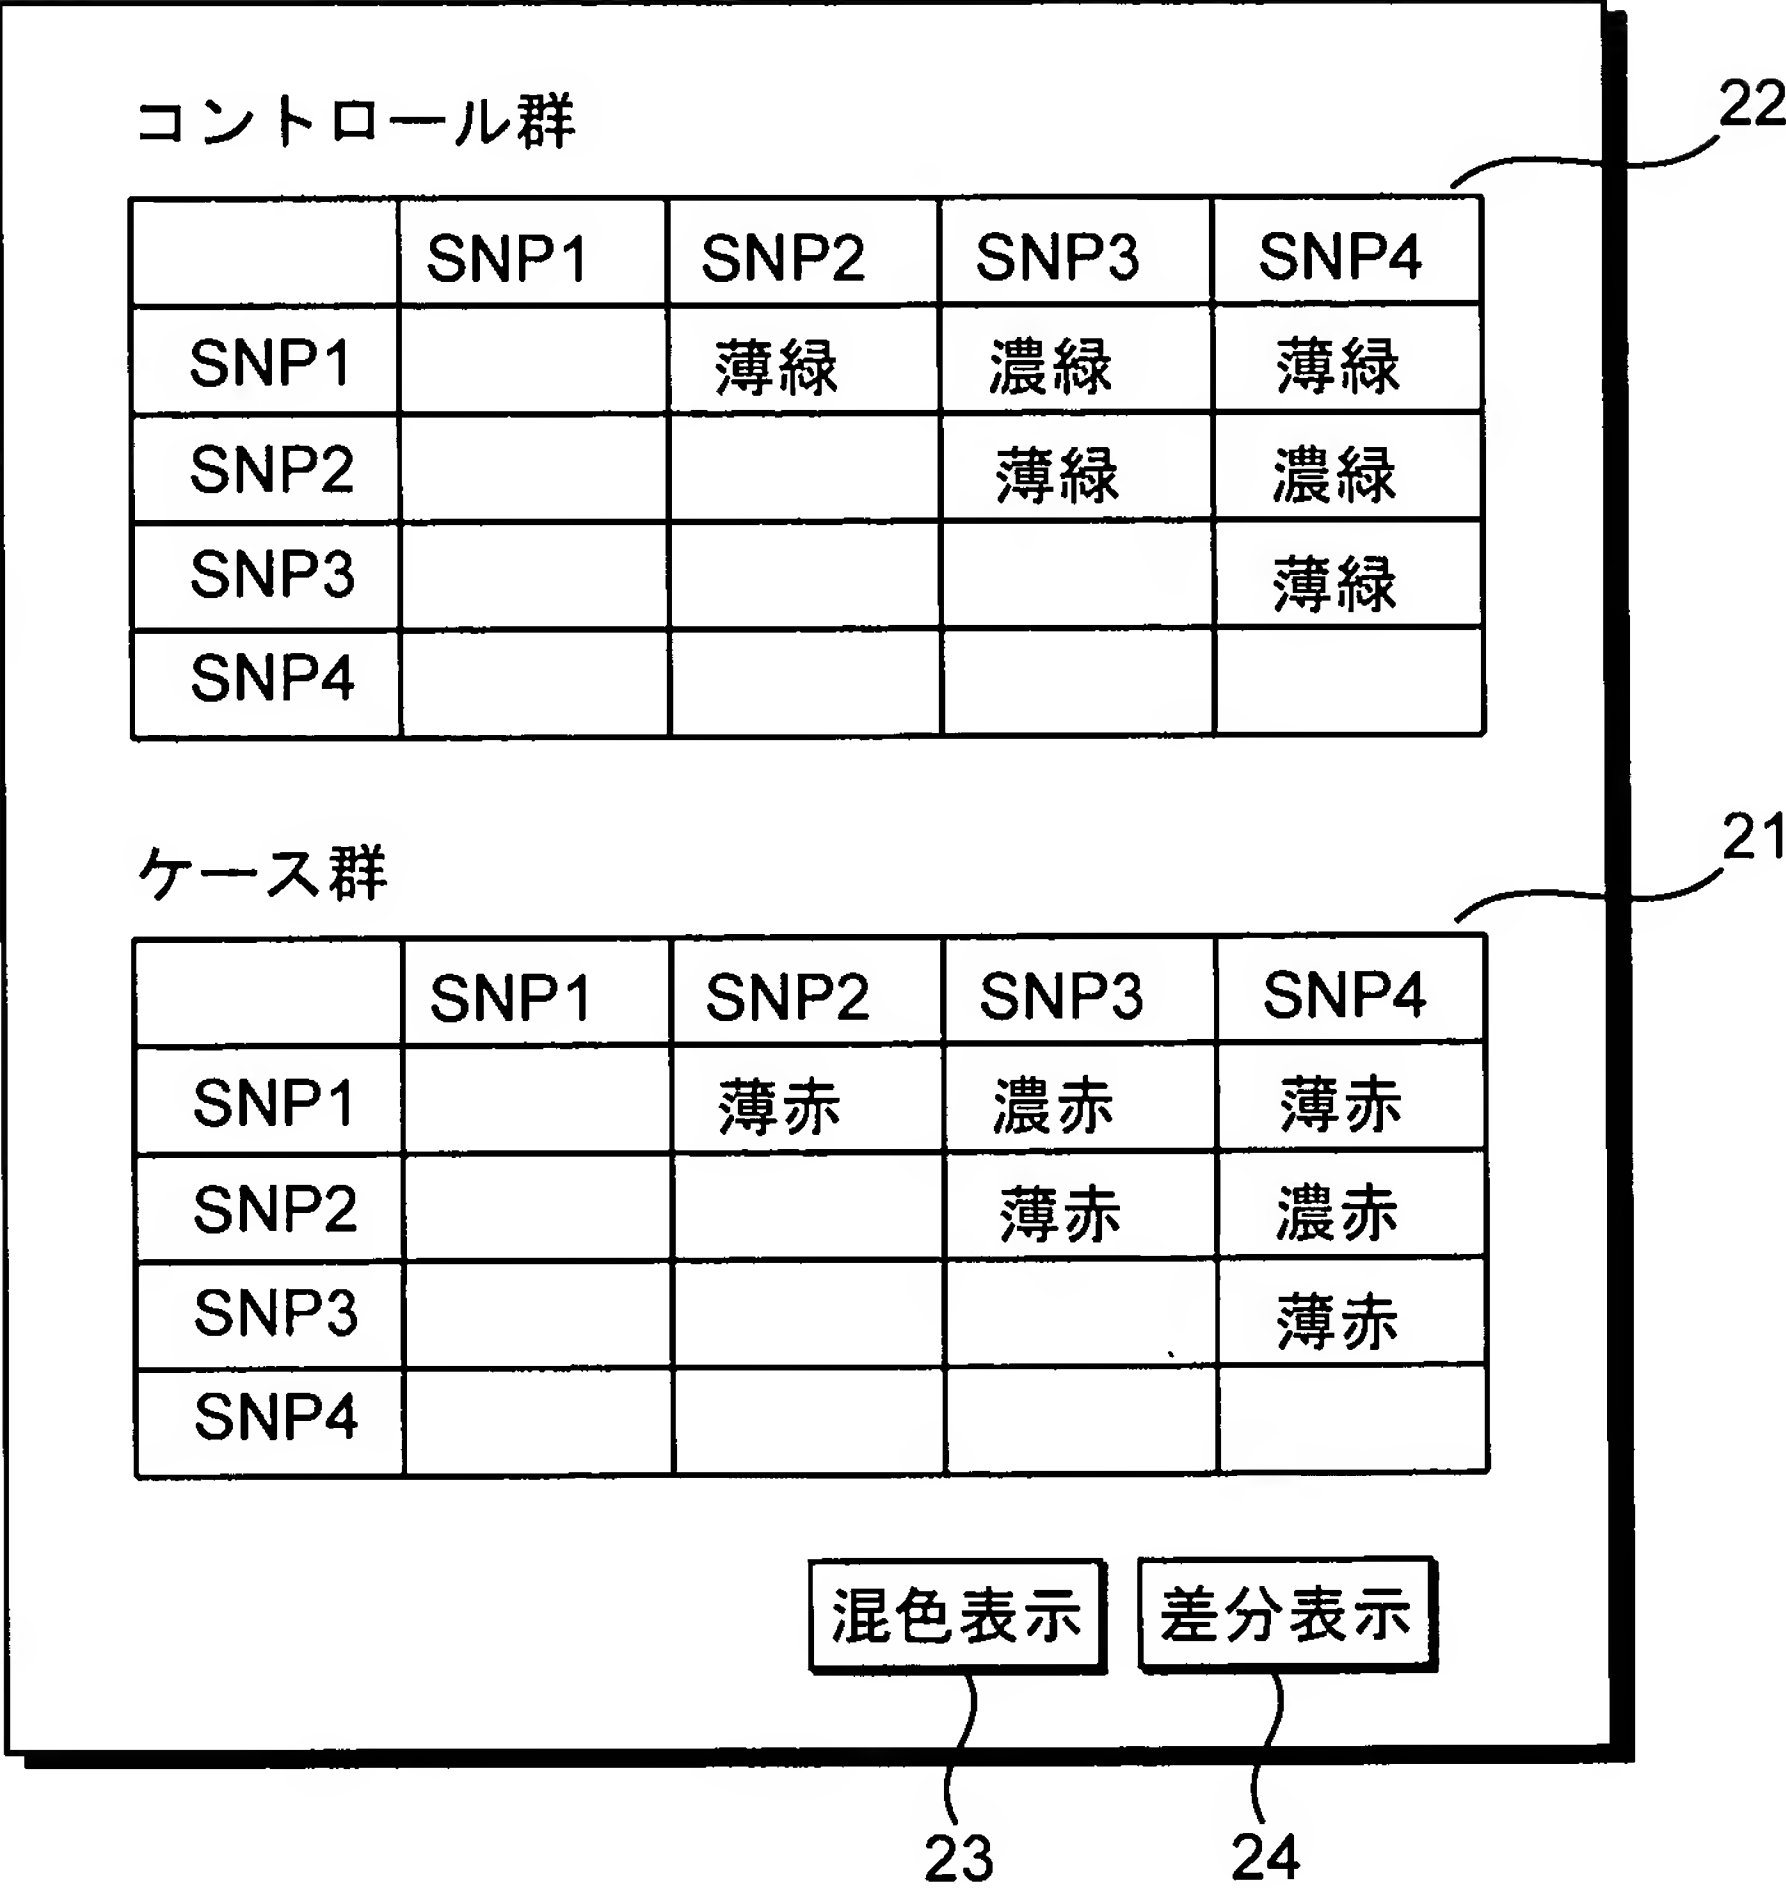 コントロール群
22
SNP1 SNP2 SNP3 SNP4
SNP1 薄緑 濃緑 薄緑
SNP2 薄緑 濃緑
SNP3 薄緑
SNP4
ケース群
21
SNP1 SNP2 SNP3 SNP4
SNP1 薄赤 濃赤 薄赤
SNP2 薄赤 濃赤
SNP3 薄赤
SNP4
混色表示 差分表示
23 24